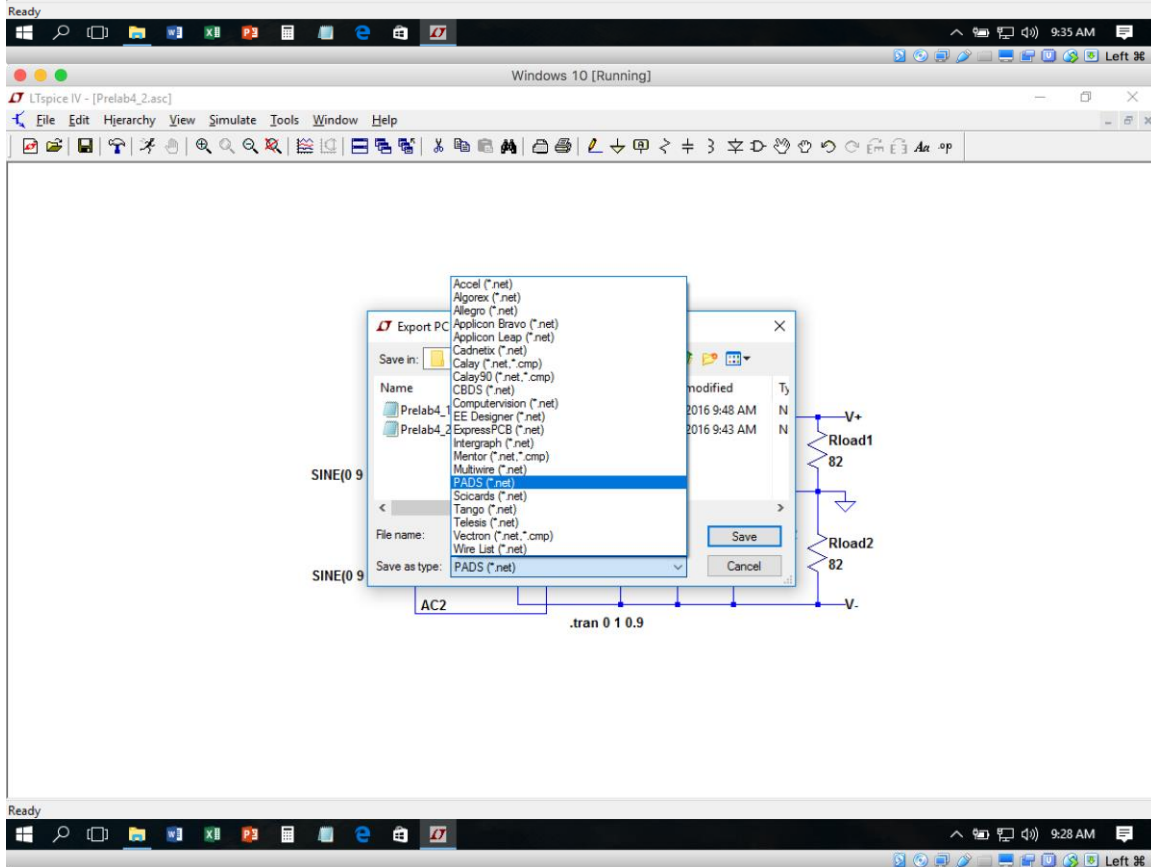 Ready
9:35 AM
Left ⌘
Windows 10 [Running]
LTspice IV - [Prelab4_2.asc]
File Edit Hierarchy View Simulate Tools Window Help
Aa .op
Accel (*.net)
Algorex (*.net)
Allegro (*.net)
Applicon Bravo (*.net)
Applicon Leap (*.net)
Cadnetix (*.net)
Calay (*.net,*.cmp)
Calay90 (*.net,*.cmp)
CBDS (*.net)
Computervision (*.net)
EE Designer (*.net)
ExpressPCB (*.net)
Intergraph (*.net)
Mentor (*.net,*.cmp)
Multiwire (*.net)
PADS (*.net)
Scicards (*.net)
Tango (*.net)
Telesis (*.net)
Vectron (*.net,*.cmp)
Wire List (*.net)
Export PC
Save in:
Name modified Ty
Prelab4_1 2016 9:48 AM N
Prelab4_2 2016 9:43 AM N
File name: Save
Save as type: PADS (*.net) Cancel
V+
Rload1
82
SINE(0 9
Rload2
82
SINE(0 9
AC2
V-
.tran 0 1 0.9
Ready
9:28 AM
Left ⌘